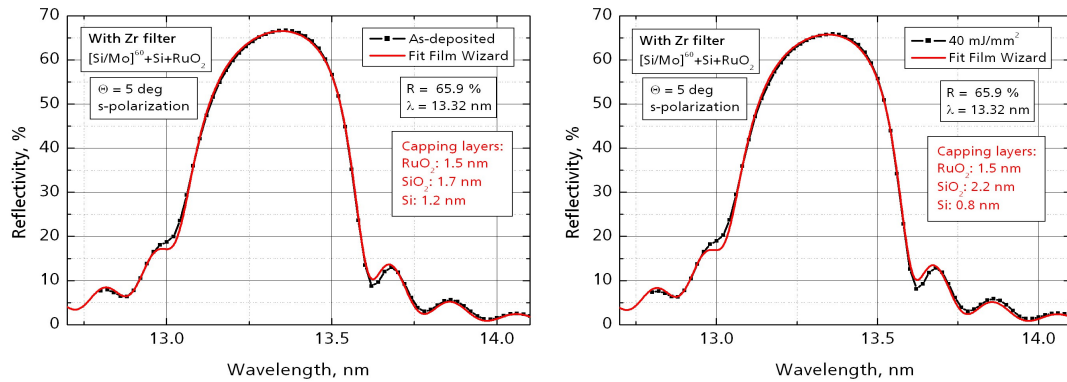 70
60
50
40
30
20
10
0
Reflectivity, %
With Zr filter
[Si/Mo]⁶⁰+Si+RuO₂
Θ = 5 deg
s-polarization
As-deposited
Fit Film Wizard
R = 65.9 %
λ = 13.32 nm
Capping layers:
RuO₂: 1.5 nm
SiO₂: 1.7 nm
Si: 1.2 nm
13.0 13.5 14.0
Wavelength, nm
70
60
50
40
30
20
10
0
Reflectivity, %
With Zr filter
[Si/Mo]⁶⁰+Si+RuO₂
Θ = 5 deg
s-polarization
40 mJ/mm²
Fit Film Wizard
R = 65.9 %
λ = 13.32 nm
Capping layers:
RuO₂: 1.5 nm
SiO₂: 2.2 nm
Si: 0.8 nm
13.0 13.5 14.0
Wavelength, nm